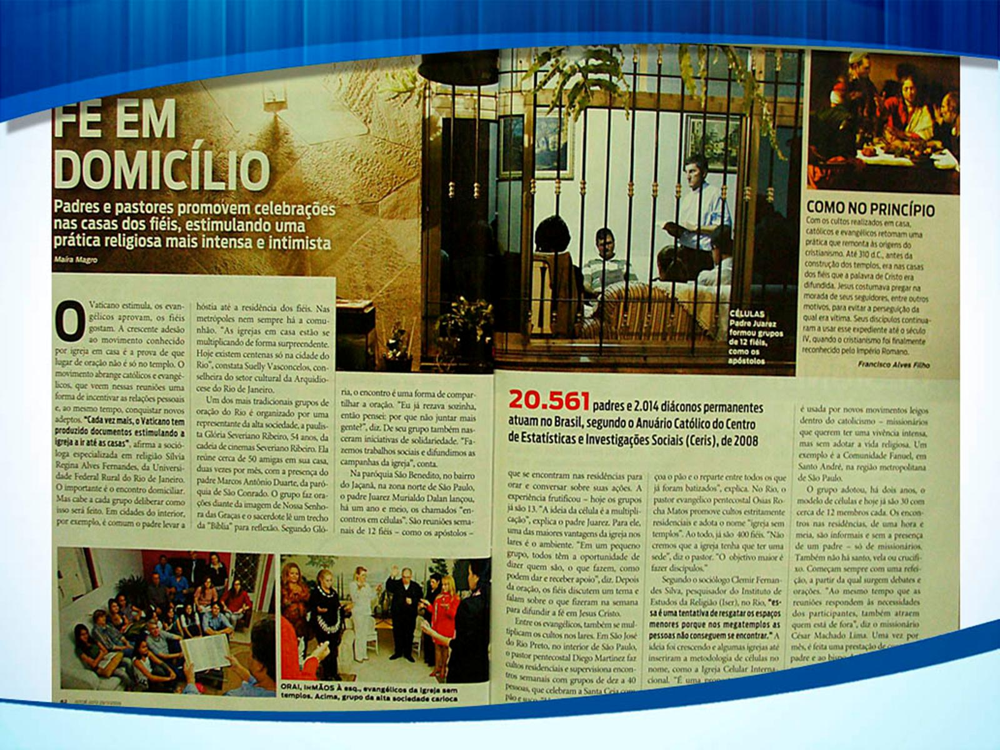 FÉ EM
DOMICÍLIO
Padres e pastores promovem celebrações
nas casas dos fiéis, estimulando uma
prática religiosa mais intensa e intimista
Maíra Magro
O Vaticano estimula, os evan-
gélicos aprovam, os fiéis
gostam. A crescente adesão
ao movimento conhecido
por igreja em casa é a prova de que
lugar de oração não é só no templo. O
movimento abrange católicos e evangé-
licos, que veem nessas reuniões uma
forma de incentivar as relações pessoais
e, ao mesmo tempo, conquistar novos
adeptos. "Cada vez mais, o Vaticano tem
produzido documentos estimulando a
igreja a ir até as casas", afirma a soció-
loga especializada em religião Sílvia
Regina Alves Fernandes, da Universi-
dade Federal Rural do Rio de Janeiro.
O importante é o encontro domiciliar.
Mas cabe a cada grupo deliberar como
isso será feito. Em cidades do interior,
por exemplo, é comum o padre levar a
hóstia até a residência dos fiéis. Nas
metrópoles nem sempre há a comu-
nhão. "As igrejas em casa estão se
multiplicando de forma surpreendente.
Hoje existem centenas só na cidade do
Rio", constata Suelly Vasconcelos, con-
selheira do setor cultural da Arquidio-
cese do Rio de Janeiro.
Um dos mais tradicionais grupos de
oração do Rio é organizado por uma
representante da alta sociedade, a paulis-
ta Glória Severiano Ribeiro, 54 anos, da
cadeia de cinemas Severiano Ribeiro. Ela
reúne cerca de 50 amigas em sua casa,
duas vezes por mês, com a presença do
padre Marcos Antônio Duarte, da paró-
quia de São Conrado. O grupo faz ora-
ções diante da imagem de Nossa Senho-
ra das Graças e o sacerdote lê um trecho
da "Bíblia" para reflexão. Segundo Gló-
ria, o encontro é uma forma de compar-
tilhar a oração. "Eu já rezava sozinha,
então pensei: por que não juntar mais
gente?", diz. De seu grupo também nas-
ceram iniciativas de solidariedade. "Fa-
zemos trabalhos sociais e difundimos as
campanhas da igreja", conta.
Na paróquia São Benedito, no bairro
do Jaçanã, na zona norte de São Paulo,
o padre Juarez Murialdo Dalan lançou,
há um ano e meio, os chamados "en-
contros em células". São reuniões sema-
nais de 12 fiéis – como os apóstolos –
ORAI, IRMÃOS À esq., evangélicos da Igreja sem
templos. Acima, grupo da alta sociedade carioca
CÉLULAS
Padre Juarez
formou grupos
de 12 fiéis,
como os
apóstolos
COMO NO PRINCÍPIO
Com os cultos realizados em casa,
católicos e evangélicos retomam uma
prática que remonta às origens do
cristianismo. Até 310 d.C., antes da
construção dos templos, era nas casas
dos fiéis que a palavra de Cristo era
difundida. Jesus costumava pregar na
morada de seus seguidores, entre outros
motivos, para evitar a perseguição da
qual era vítima. Seus discípulos continua-
ram a usar esse expediente até o século
IV, quando o cristianismo foi finalmente
reconhecido pelo Império Romano.
Francisco Alves Filho
20.561 padres e 2.014 diáconos permanentes
atuam no Brasil, segundo o Anuário Católico do Centro
de Estatísticas e Investigações Sociais (Ceris), de 2008
que se encontram nas residências para
orar e conversar sobre suas ações. A
experiência frutificou – hoje os grupos
já são 13. "A ideia da célula é a multipli-
cação", explica o padre Juarez. Para ele,
uma das maiores vantagens da igreja nos
lares é o ambiente. "Em um pequeno
grupo, todos têm a oportunidade de
dizer quem são, o que fazem, como
podem dar e receber apoio", diz. Depois
da oração, os fiéis discutem um tema e
falam sobre o que fizeram na semana
para difundir a fé em Jesus Cristo.
Entre os evangélicos, também se mul-
tiplicam os cultos nos lares. Em São José
do Rio Preto, no interior de São Paulo,
o pastor pentecostal Diego Martinez faz
cultos residenciais e supervisiona encon-
tros semanais com grupos de dez a 40
pessoas, que celebram a Santa Ceia com
pão e suco.
çoa o pão e o reparte entre todos os que
já foram batizados", explica. No Rio, o
pastor evangélico pentecostal Osias Ro-
cha Matos promove cultos estritamente
residenciais e adota o nome "igreja sem
templos". Ao todo, já são 400 fiéis. "Não
cremos que a igreja tenha que ter uma
sede", diz o pastor. "O objetivo maior é
fazer discípulos."
Segundo o sociólogo Clemir Fernan-
des Silva, pesquisador do Instituto de
Estudos da Religião (Iser), no Rio, "es-
sa é uma tentativa de resgatar os espaços
menores porque nos megatemplos as
pessoas não conseguem se encontrar." A
ideia foi crescendo e algumas igrejas até
inseriram a metodologia de células no
nome, como a Igreja Celular Interna-
cional. "É uma
é usada por novos movimentos leigos
dentro do catolicismo – missionários
que querem ter uma vivência intensa,
mas sem adotar a vida religiosa. Um
exemplo é a Comunidade Fanuel, em
Santo André, na região metropolitana
de São Paulo.
O grupo adotou, há dois anos, o
modelo de células e hoje já são 30 com
cerca de 12 membros cada. Os encon-
tros nas residências, de uma hora e
meia, são informais e sem a presença
de um padre – só de missionários.
Também não há santo, vela ou crucifi-
xo. Começam sempre com uma refei-
ção, a partir da qual surgem debates e
orações. "Ao mesmo tempo que as
reuniões respondem às necessidades
dos participantes, também atraem
quem está de fora", diz o missionário
César Machado Lima. Uma vez por
mês, é feita uma prestação de
padre e ao